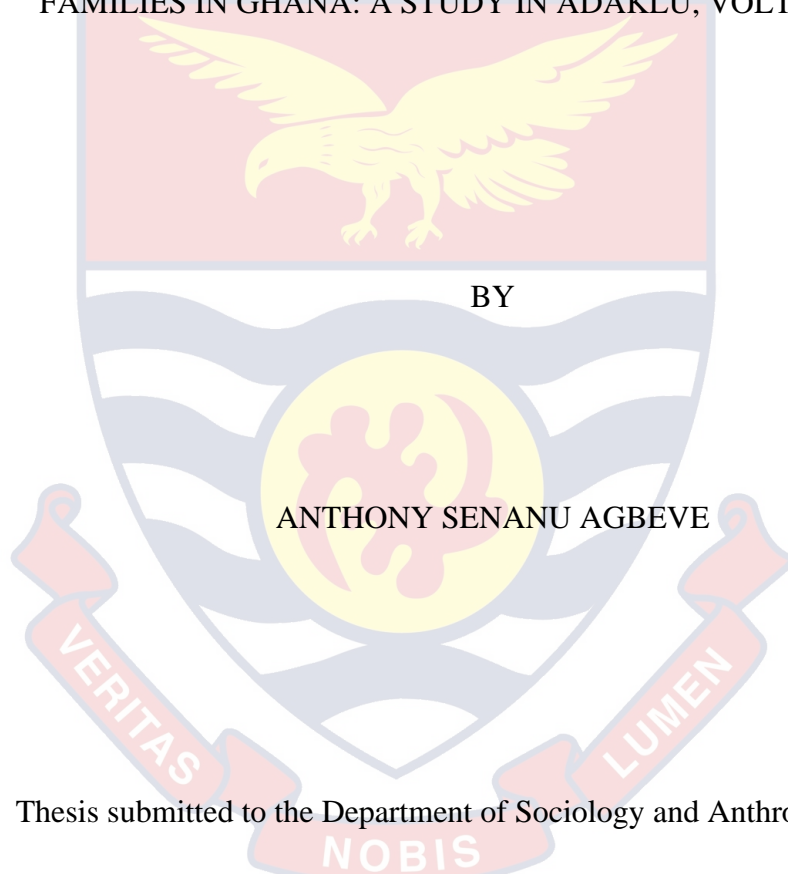 FAMILIES IN GHANA: A STUDY IN ADAKLU, VOLT
BY
ANTHONY SENANU AGBEVE
VERITAS
LUMEN
Thesis submitted to the Department of Sociology and Anthro
NOBIS